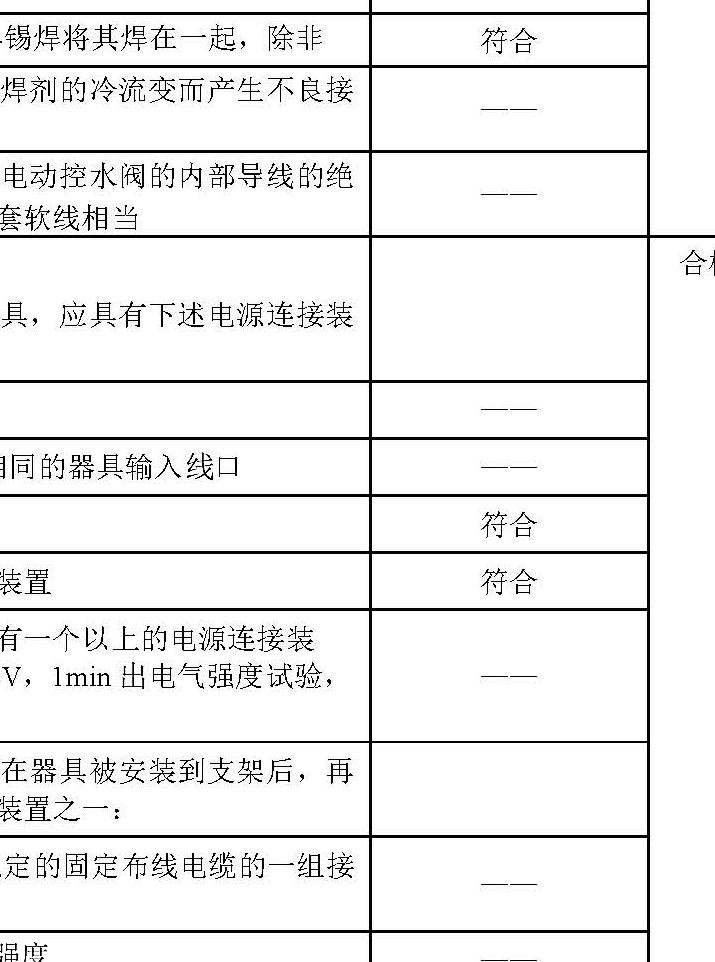 锡焊将其焊在一起，除非
符合
焊剂的冷流变而产生不良接
——
电动控水阀的内部导线的绝
套软线相当
——
合
具，应具有下述电源连接装
——
相同的器具输入线口
——
符合
装置
符合
有一个以上的电源连接装
V，1min 出电气强度试验，
——
在器具被安装到支架后，再
装置之一：
定的固定布线电缆的一组接
——
强度
——